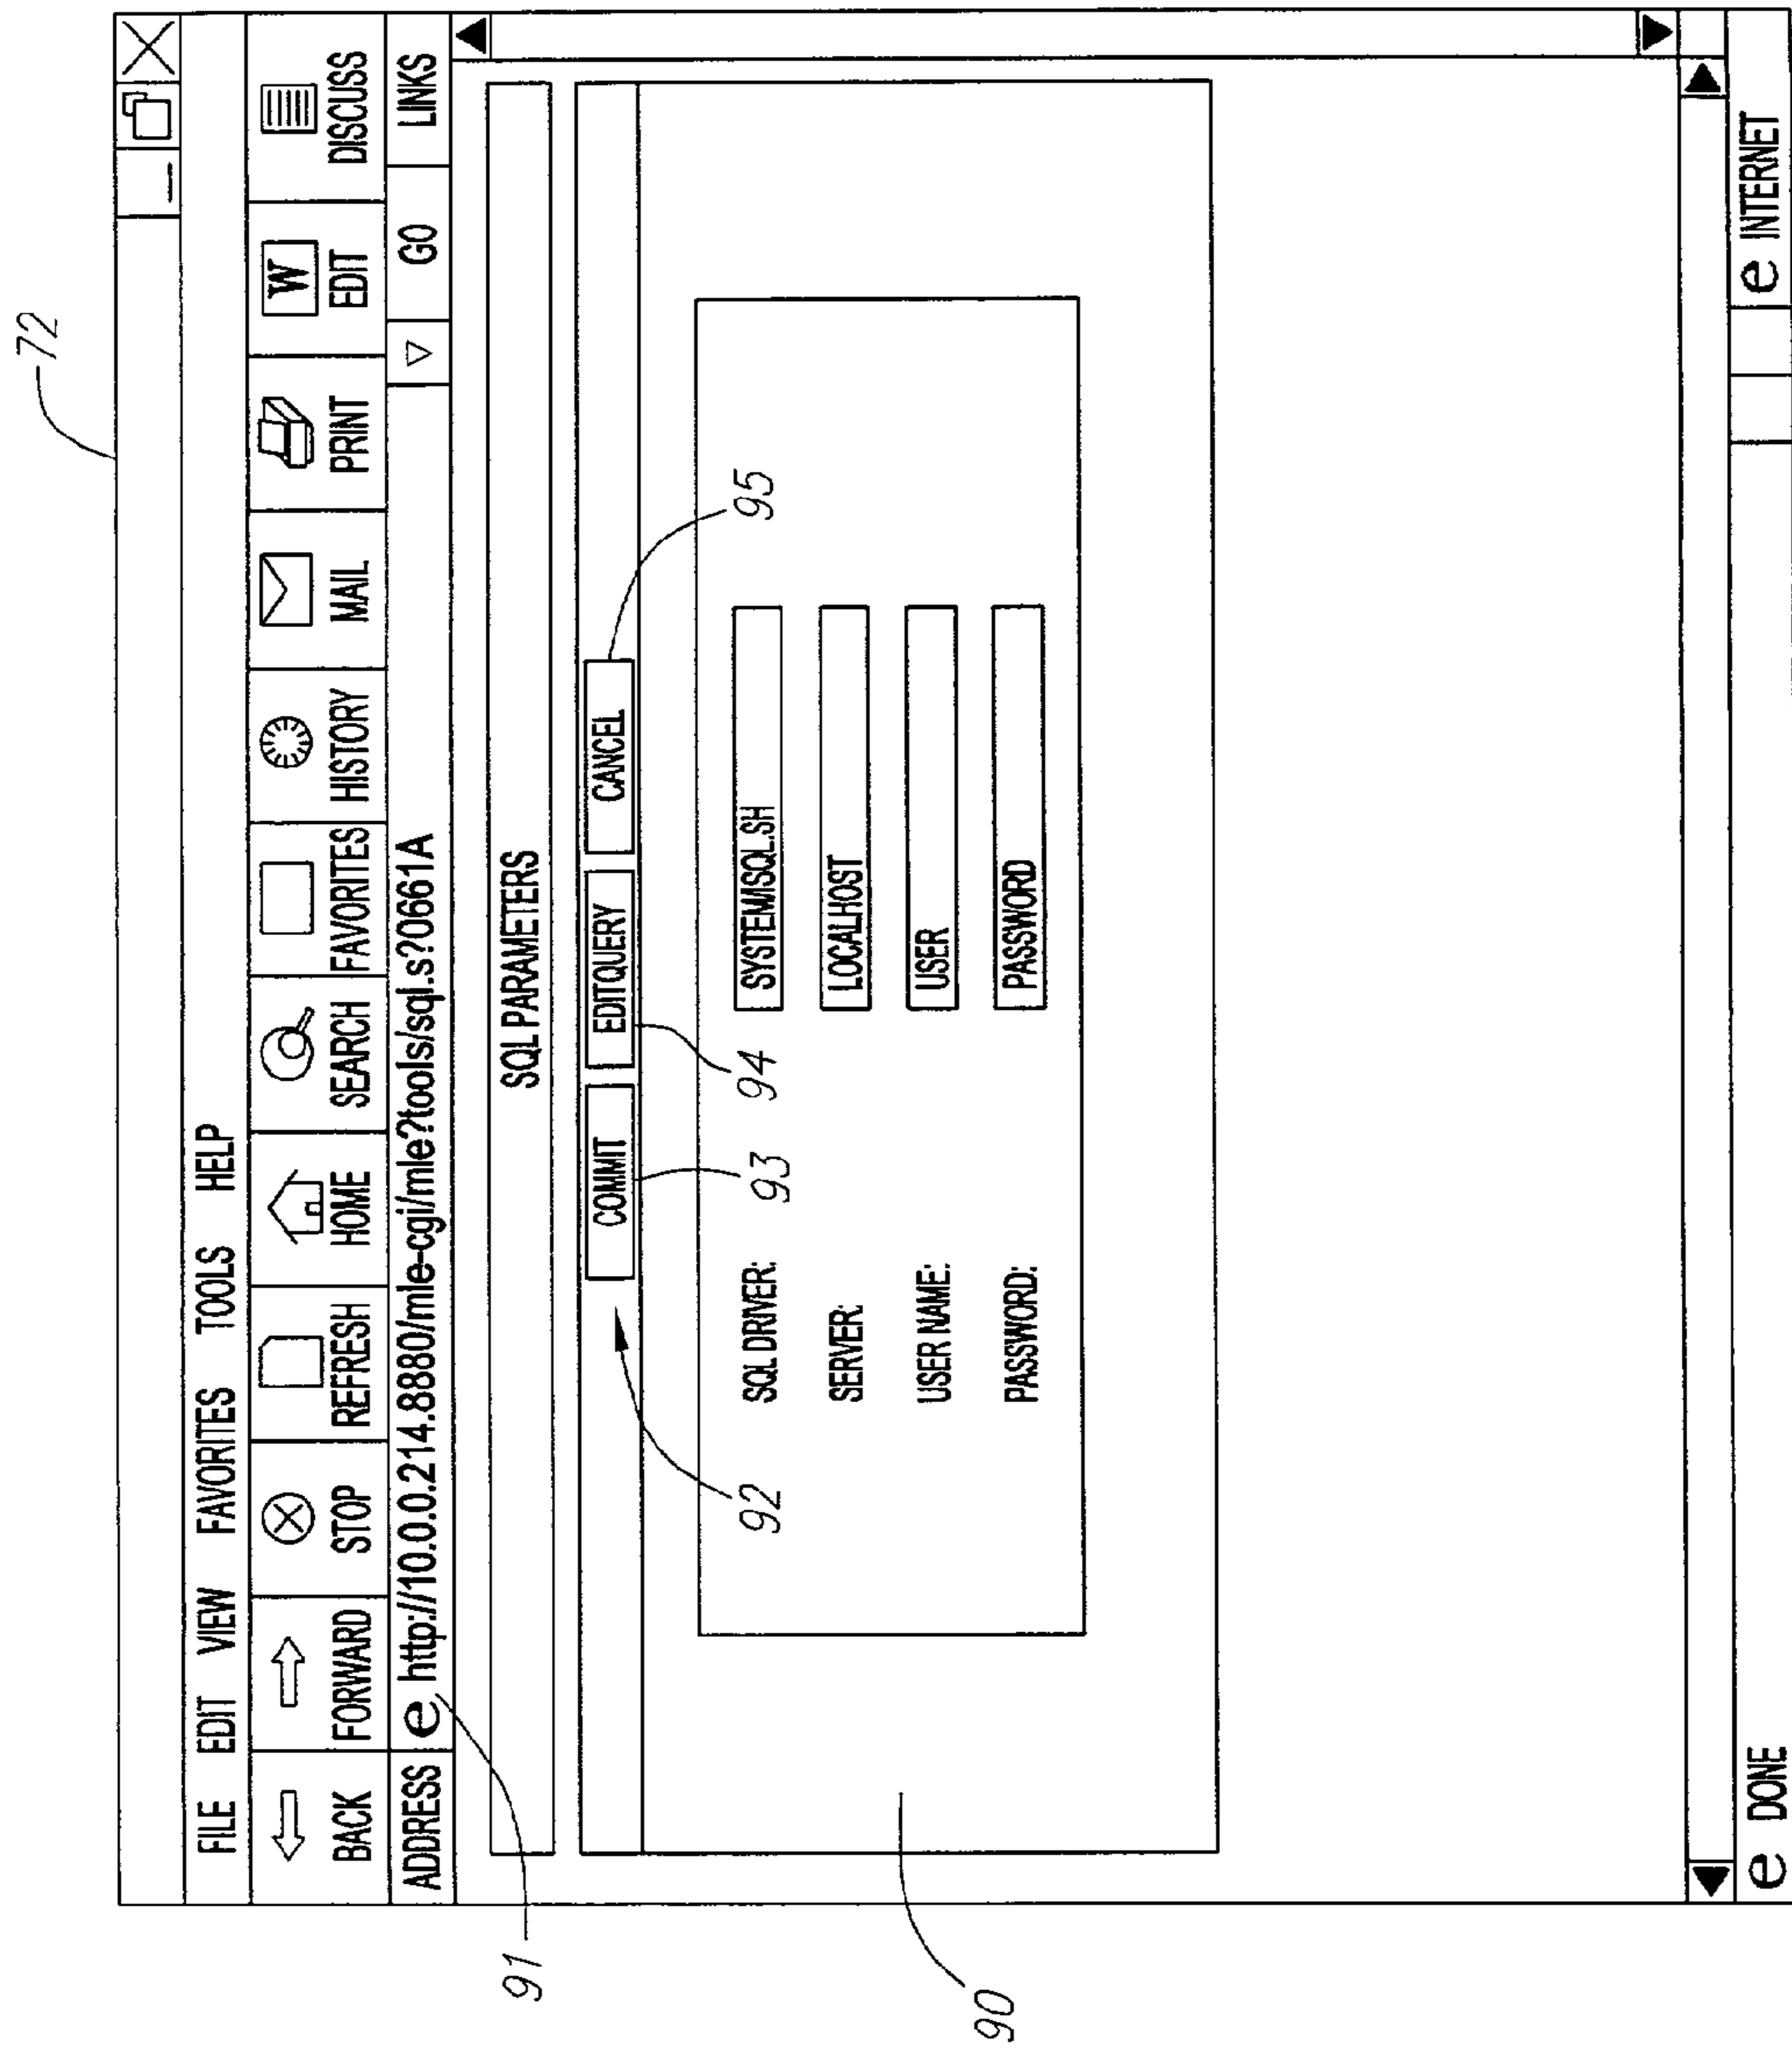 72
FILE EDIT VIEW FAVORITES TOOLS HELP
BACK FORWARD STOP REFRESH HOME SEARCH FAVORITES HISTORY MAIL PRINT W EDIT DISCUSS
ADDRESS e http://10.0.0.214.8880/mle-cgi/mle?tools/sql.s?0661A GO LINKS
91
SQL PARAMETERS
COMMIT EDITQUERY CANCEL
92 93 94 95
SQL DRIVER: SYSTEM/ISQL.SH
SERVER: LOCALHOST
USER NAME: USER
PASSWORD: PASSWORD
90
e DONE e INTERNET